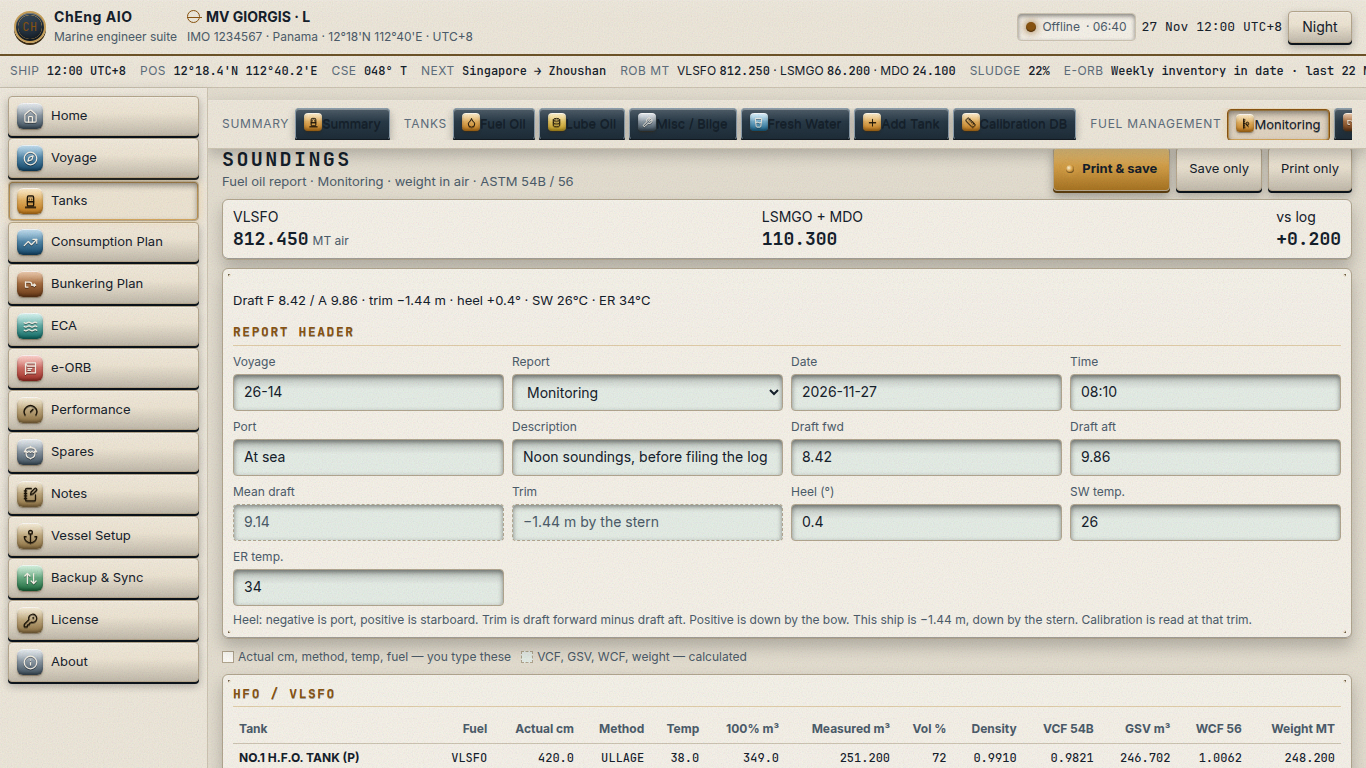 CH
ChEng AIO
Marine engineer suite
MV GIORGIS · L
IMO 1234567 · Panama · 12°18'N 112°40'E · UTC+8
Offline · 06:40
27 Nov 12:00 UTC+8
Night
SHIP 12:00 UTC+8 POS 12°18.4'N 112°40.2'E CSE 048° T NEXT Singapore → Zhoushan ROB MT VLSFO 812.250 · LSMGO 86.200 · MDO 24.100 SLUDGE 22% E-ORB Weekly inventory in date · last 22
Home
Voyage
Tanks
Consumption Plan
Bunkering Plan
ECA
e-ORB
Performance
Spares
Notes
Vessel Setup
Backup & Sync
License
About
SUMMARY Summary TANKS Fuel Oil Lube Oil Misc / Bilge Fresh Water Add Tank Calibration DB FUEL MANAGEMENT Monitoring
SOUNDINGS
Fuel oil report · Monitoring · weight in air · ASTM 54B / 56
Print & save Save only Print only
VLSFO LSMGO + MDO vs log
812.450 MT air 110.300 +0.200
Draft F 8.42 / A 9.86 · trim −1.44 m · heel +0.4° · SW 26°C · ER 34°C
REPORT HEADER
Voyage Report Date Time
26-14 Monitoring 2026-11-27 08:10
Port Description Draft fwd Draft aft
At sea Noon soundings, before filing the log 8.42 9.86
Mean draft Trim Heel (°) SW temp.
9.14 −1.44 m by the stern 0.4 26
ER temp.
34
Heel: negative is port, positive is starboard. Trim is draft forward minus draft aft. Positive is down by the bow. This ship is −1.44 m, down by the stern. Calibration is read at that trim.
Actual cm, method, temp, fuel — you type these VCF, GSV, WCF, weight — calculated
HFO / VLSFO
Tank Fuel Actual cm Method Temp 100% m³ Measured m³ Vol % Density VCF 54B GSV m³ WCF 56 Weight MT
NO.1 H.F.O. TANK (P) VLSFO 420.0 ULLAGE 38.0 349.0 251.200 72 0.9910 0.9821 246.702 1.0062 248.200